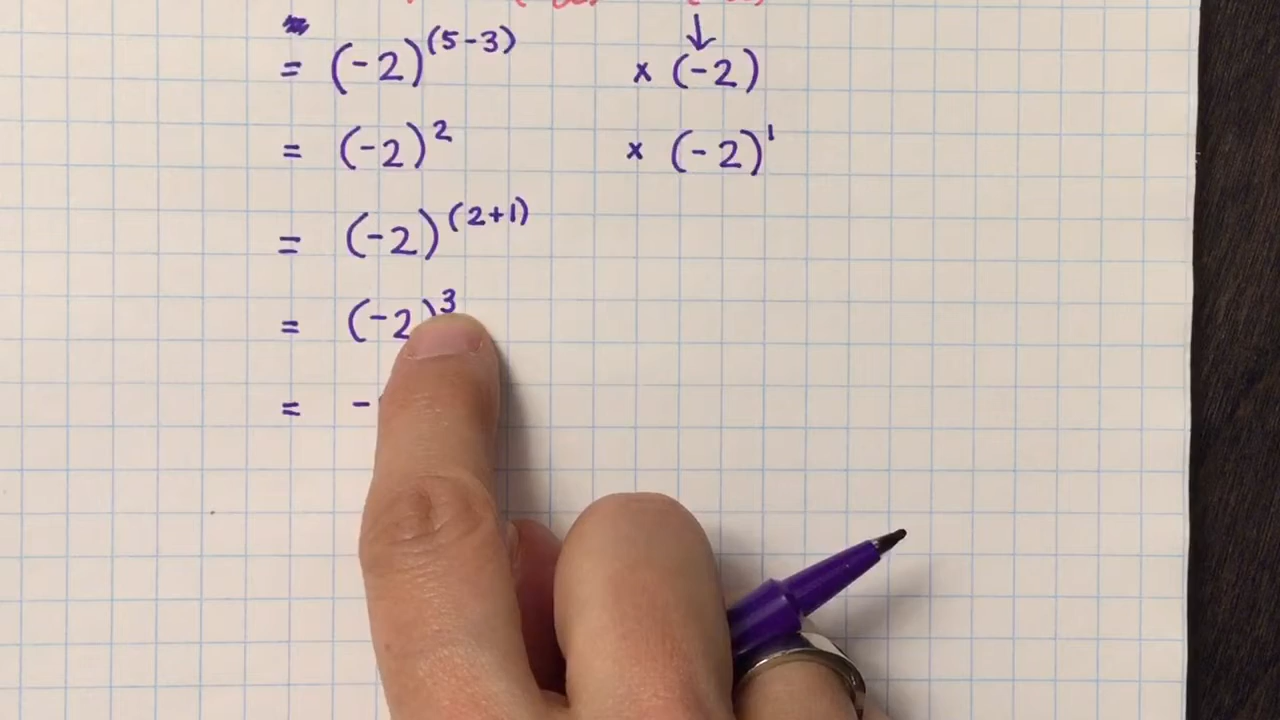 = (-2)^(5-3) × (-2)
= (-2)^2 × (-2)^1
= (-2)^(2+1)
= (-2)^3
= -